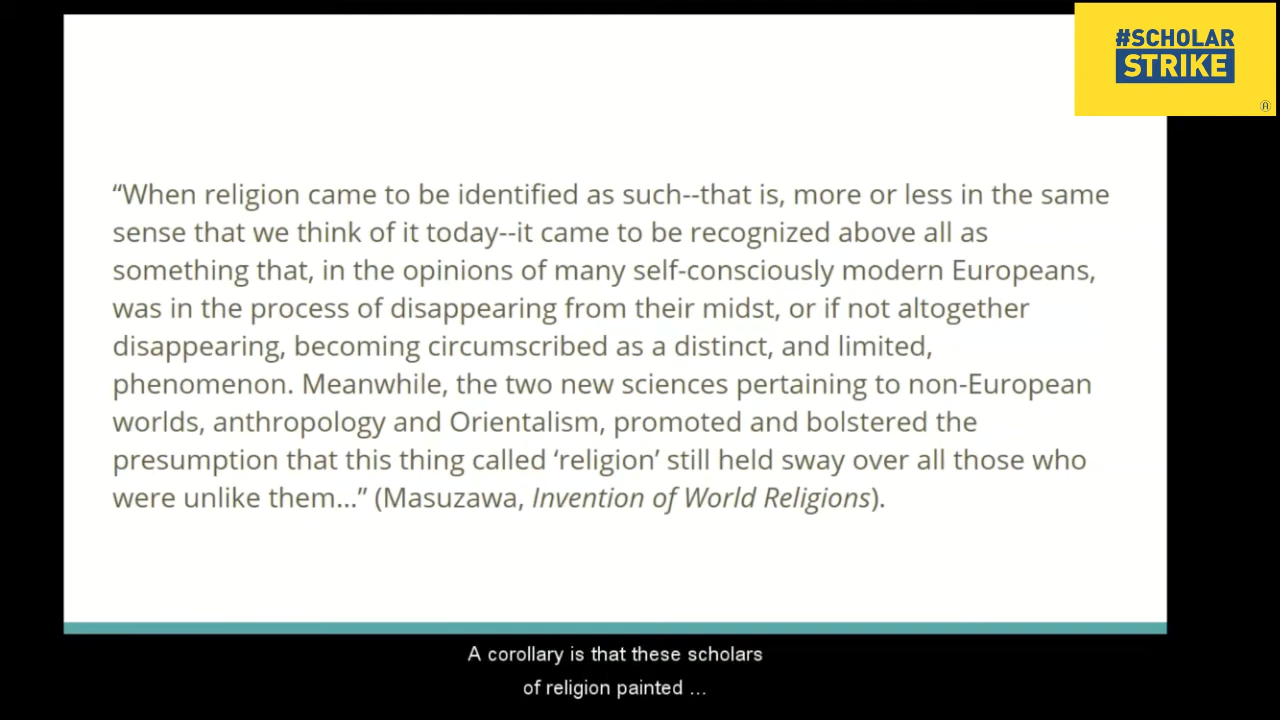 #SCHOLAR
STRIKE
“When religion came to be identified as such--that is, more or less in the same
sense that we think of it today--it came to be recognized above all as
something that, in the opinions of many self-consciously modern Europeans,
was in the process of disappearing from their midst, or if not altogether
disappearing, becoming circumscribed as a distinct, and limited,
phenomenon. Meanwhile, the two new sciences pertaining to non-European
worlds, anthropology and Orientalism, promoted and bolstered the
presumption that this thing called ‘religion’ still held sway over all those who
were unlike them...” (Masuzawa, Invention of World Religions).
A corollary is that these scholars
of religion painted ...